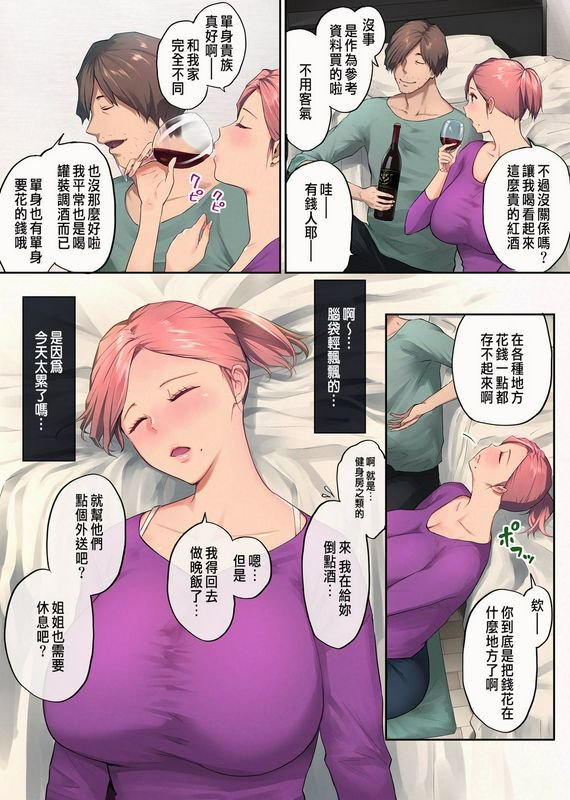 不過沒關係嗎？
讓我喝看起來
這麼貴的紅酒
沒事
是作為參考
資料買的啦
不用客氣
哇——
有錢人耶——
單身貴族
真好啊——
和我家
完全不同
クピ
クピ
也沒那麼好啦
我平常也是喝
罐裝調酒而已
單身也有單身
要花的錢哦
在各種地方
花錢一點都
存不起來啊
ポフッ
欸——
你到底是把錢花在
什麼地方了啊
啊 就是…
健身房之類的
來 我在給妳
倒點酒…
啊～…
腦袋輕飄飄的…
嗯…
但是
我得回去
做晚飯了…
是因為
今天太累了嗎…
就幫他們
點個外送吧？
姐姐也需要
休息吧？